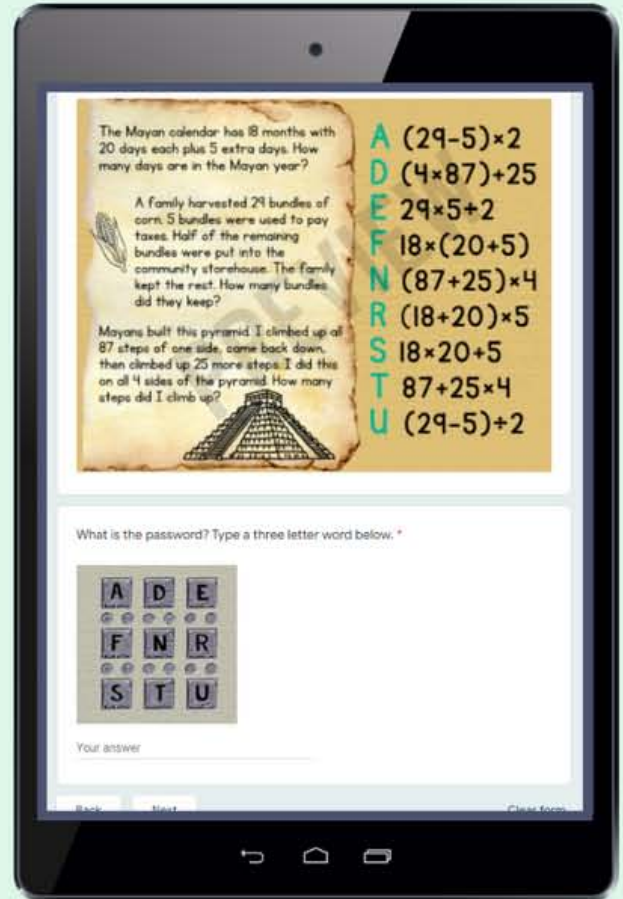 The Mayan calendar has 18 months with
20 days each plus 5 extra days. How
many days are in the Mayan year?
A family harvested 29 bundles of
corn. 5 bundles were used to pay
taxes. Half of the remaining
bundles were put into the
community storehouse. The family
kept the rest. How many bundles
did they keep?
Mayans built this pyramid. I climbed up all
87 steps of one side, came back down,
then climbed up 25 more steps. I did this
on all 4 sides of the pyramid. How many
steps did I climb up?
A (29-5)×2
D (4×87)+25
E 29×5+2
F 18×(20+5)
N (87+25)×4
R (18+20)×5
S 18×20+5
T 87+25×4
U (29-5)÷2
PREVIEW
What is the password? Type a three letter word below. *
A D E
F N R
S T U
Your answer
Back Next Clear form